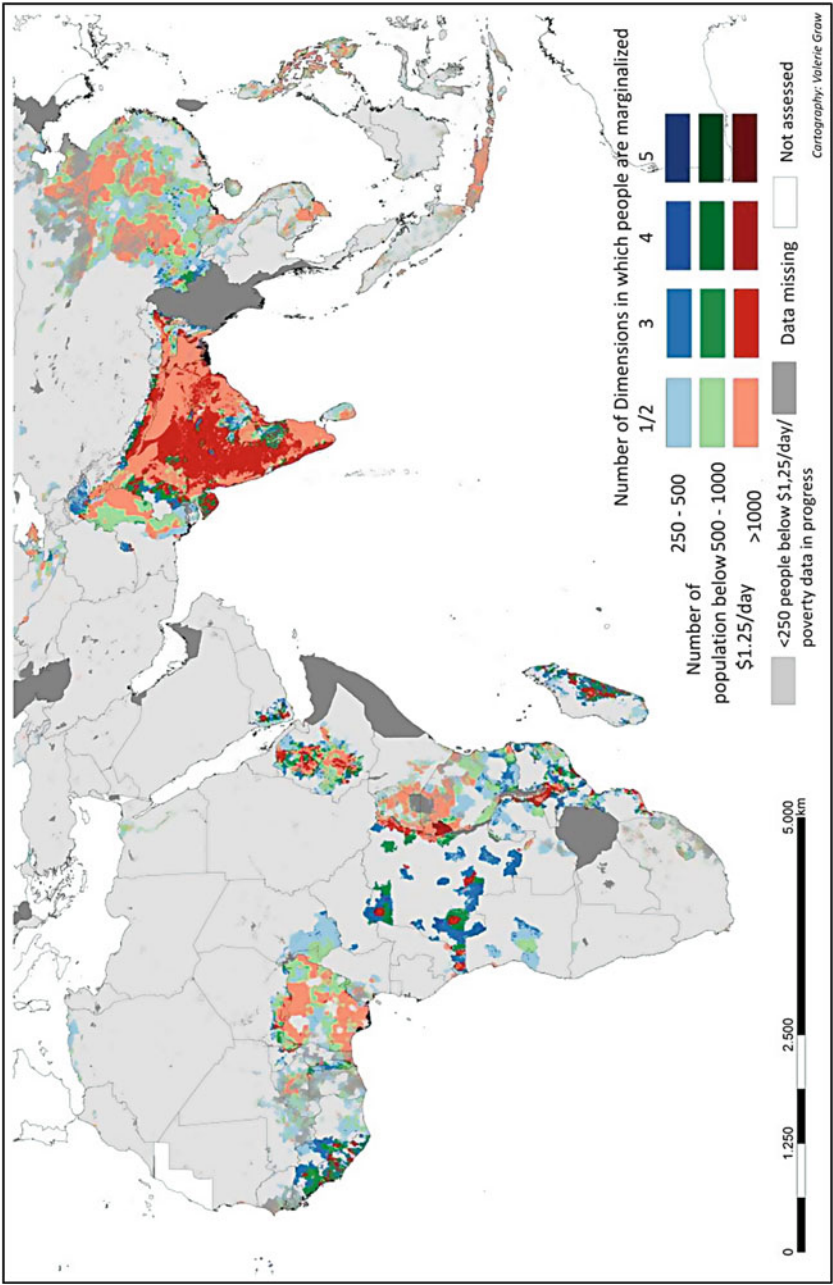 Number of Dimensions in which people are marginalized
1/2 3 4 5
250 - 500
Number of
population below 500 - 1000
$1.25/day
>1000
<250 people below $1,25/day/
poverty data in progress
Data missing
Not assessed
0 1.250 2.500 5.000
km
Cartography: Valerie Graw